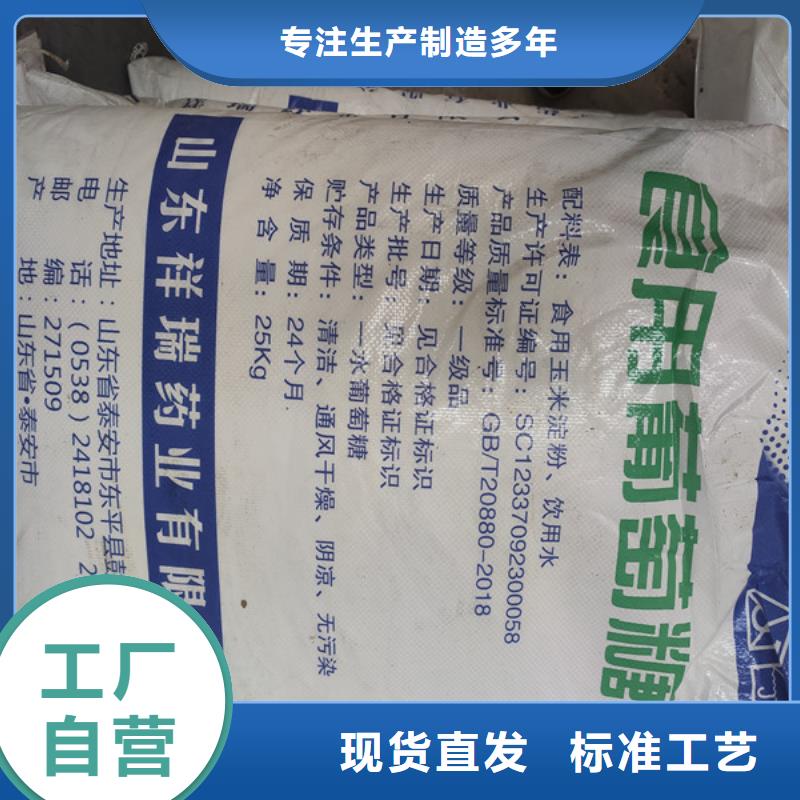 专注生产制造多年
食用葡萄糖
配料表：食用玉米淀粉、饮用水
生产许可证编号：SC12337092300058
产品质量标准号：GB/T20880-2018
质量等级：一级品
生产日期：见合格证标识
生产批号：见合格证标识
产品类型：一水葡萄糖
贮存条件：清洁、通风干燥、阴凉、无污染
保质期：24个月
净含量：25Kg
山东祥瑞药业有限
生产地址：山东省泰安市东平县彭
电话：（0538）2418102 2
邮编：271509
产地：山东省·泰安市
工厂
自营
现货直发 标准工艺